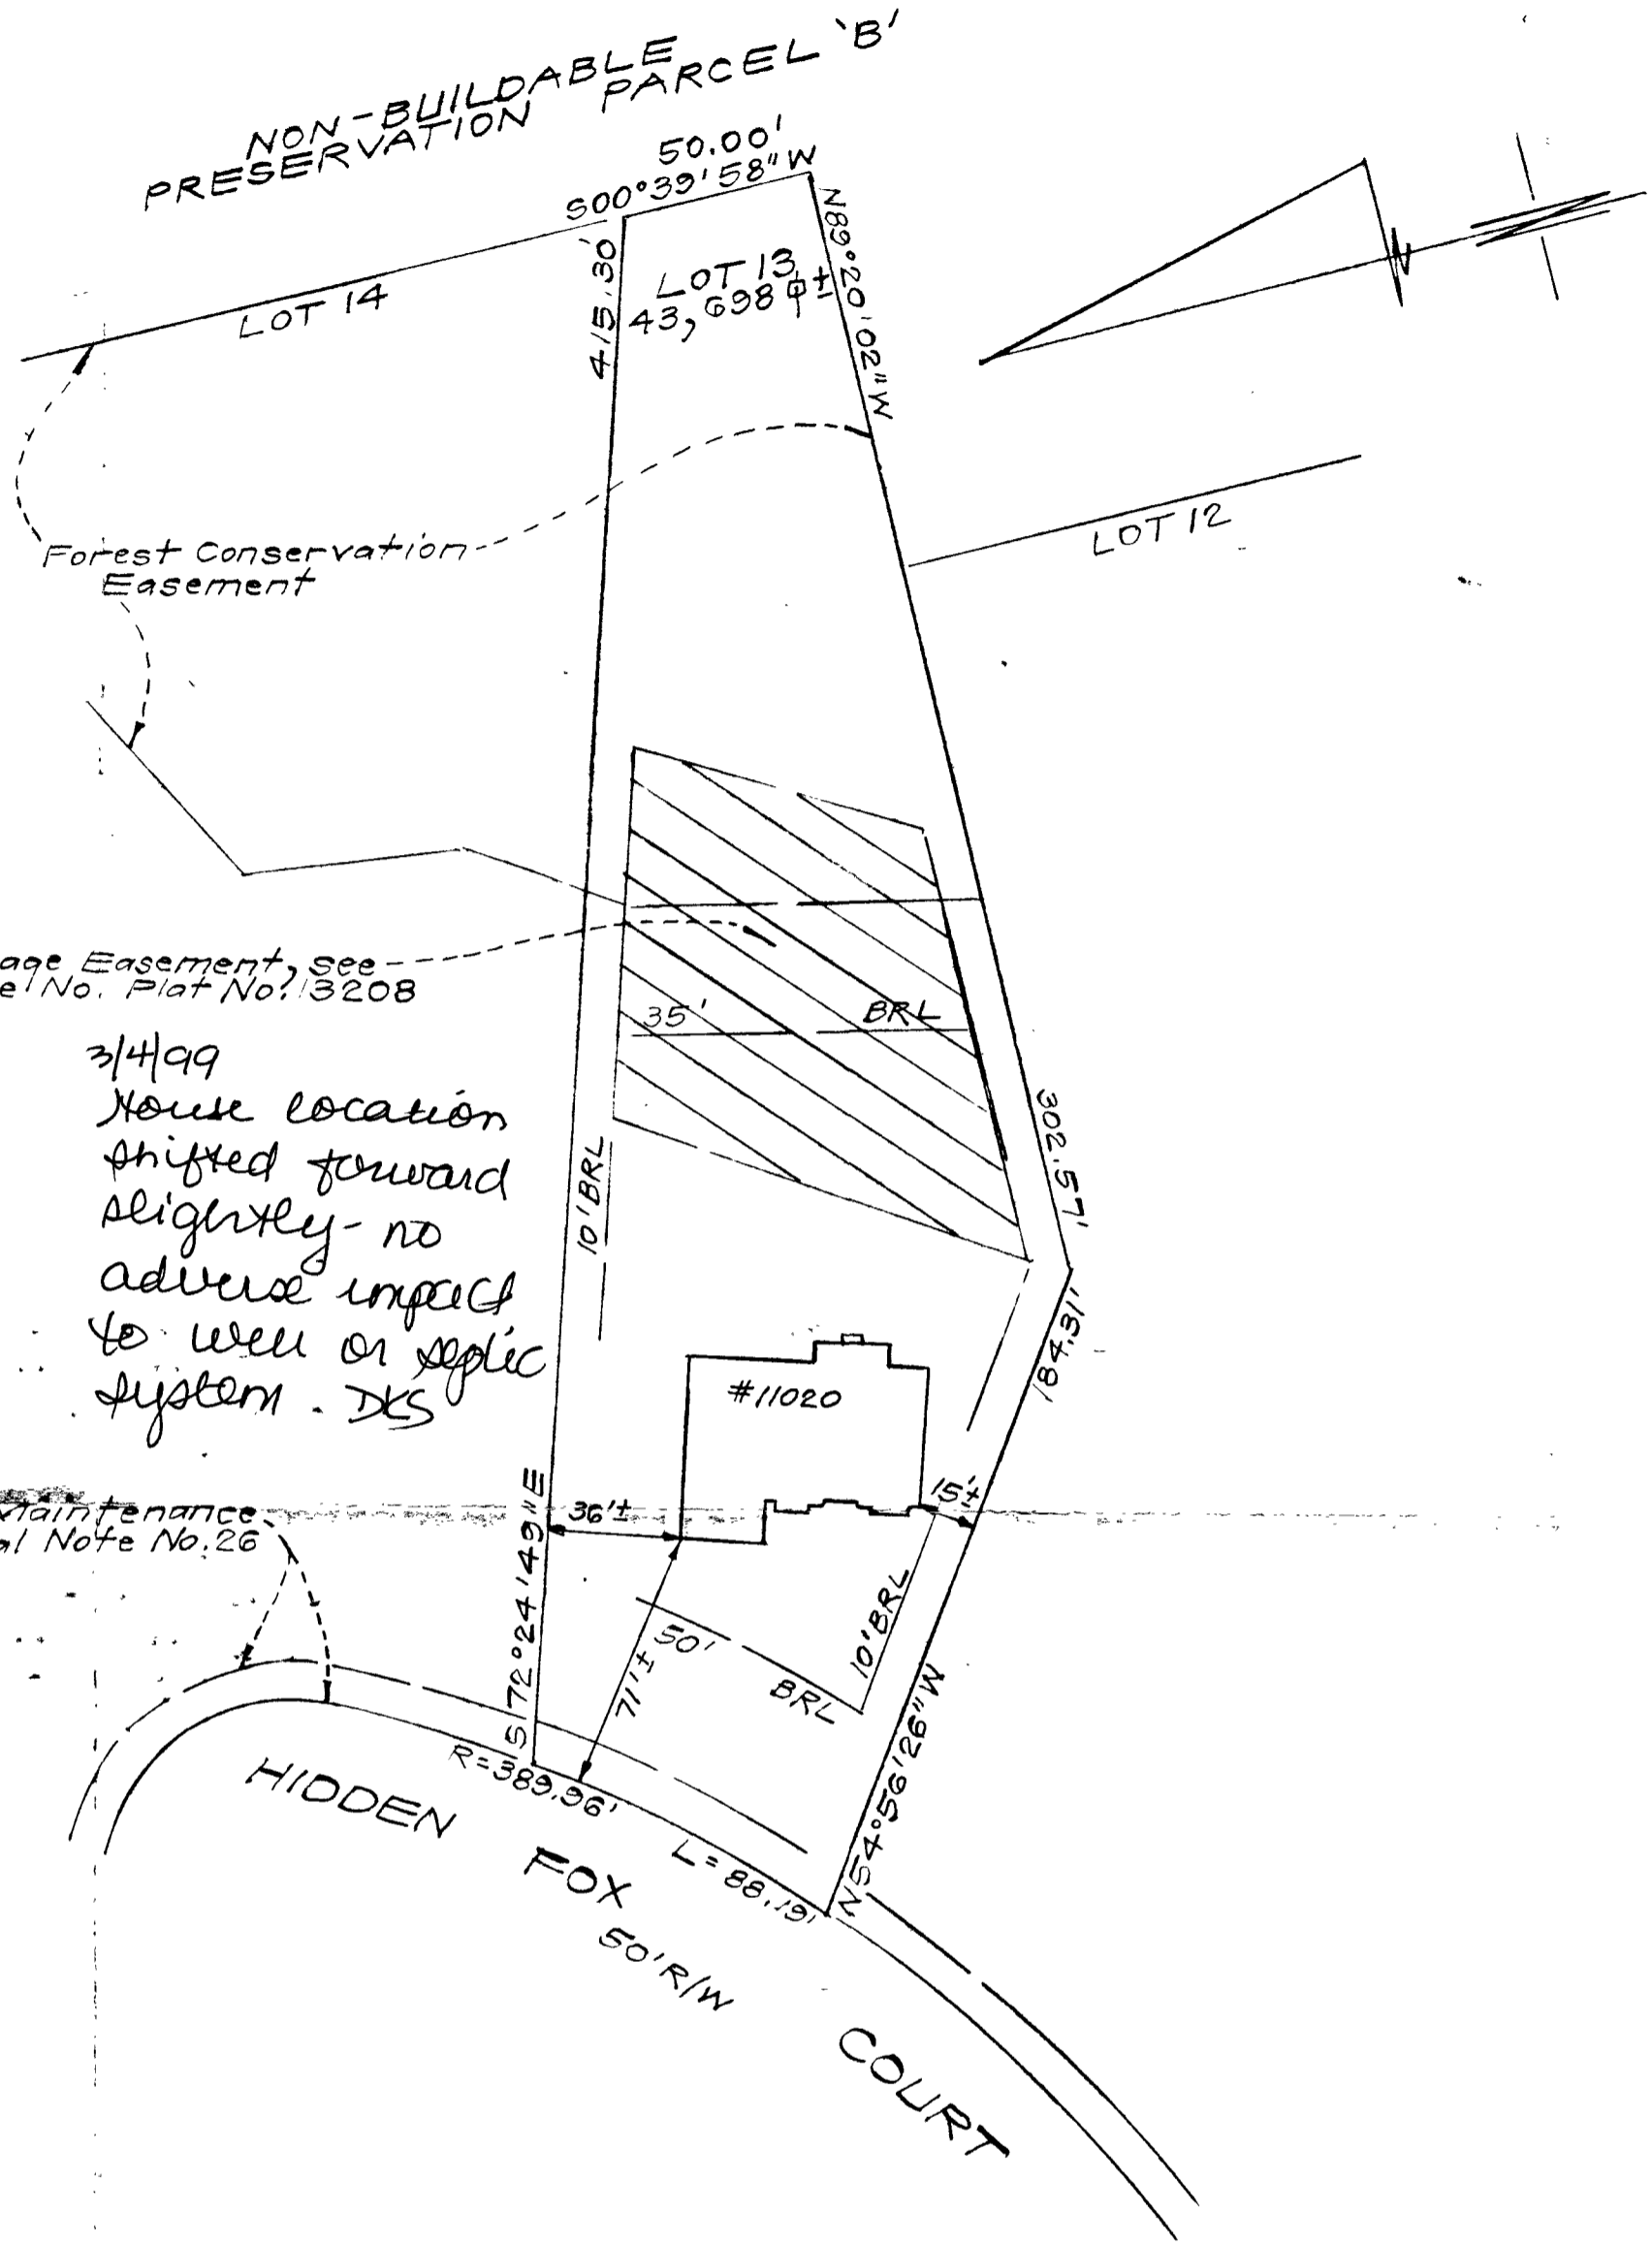 NON-BUILDABLE
PRESERVATION PARCEL 'B'
50.00'
S00°39'58"W
N89°20'02"W
415.30'
LOT 13
43,698 ±
LOT 14
N
LOT 12
Forest Conservation
Easement
age Easement, see
e No. Plat No. 13208
35' BRL
3/4/99
House location
shifted forward
slightly - no
adverse impact
to well or septic
system. DKS
302.57'
10' BRL
184.31'
#11020
15'±
36'±
Maintenance
al Note No. 26
S72°24'49"E
71'±
50'
BRL
10' BRL
N54°56'26"W
R=389.96'
L=88.19'
HIDDEN FOX COURT
50' R/W